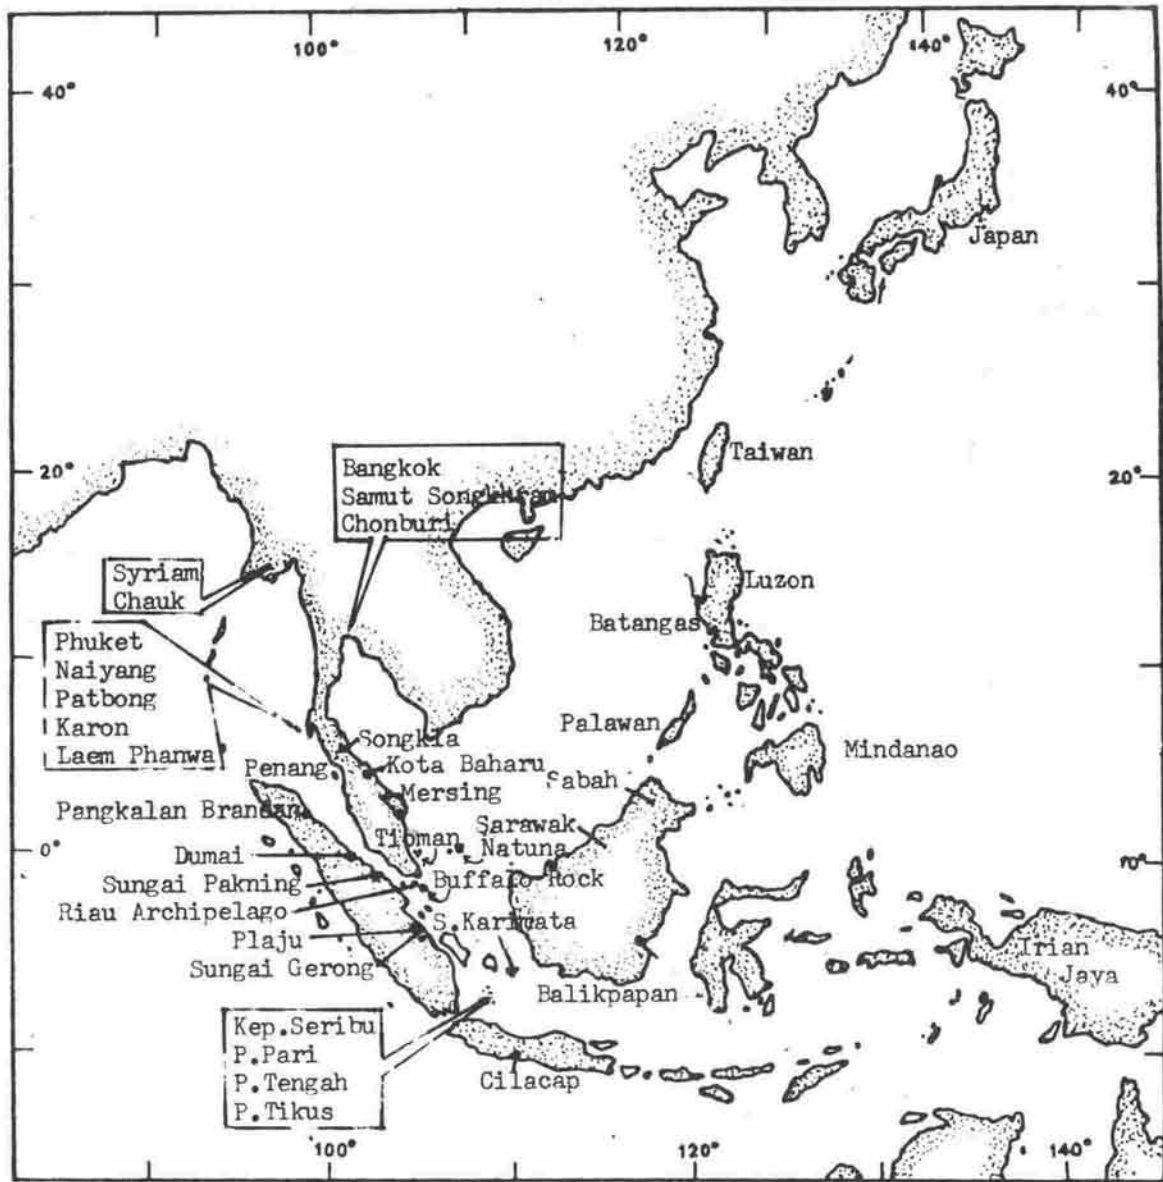 100°
120°
140°
40°
40°
Japan
20°
20°
Taiwan
Bangkok
Samut Songkhram
Chonburi
Syriam
Chauk
Luzon
Batangas
Phuket
Naiyang
Patbong
Karon
Laem Phanwa
Palawan
Mindanao
Songkla
Penang
Kota Baharu
Sabah
Mersing
Pangkalan Brandan
Tioman
Sarawak
Natuna
0°
0°
Dumai
Sungai Pakning
Buffalo Rock
Riau Archipelago
S.Karimata
Plaju
Sungai Gerong
Irian
Jaya
Balikpapan
Kep.Seribu
P.Pari
P.Tengah
P.Tikus
Cilacap
100°
120°
140°